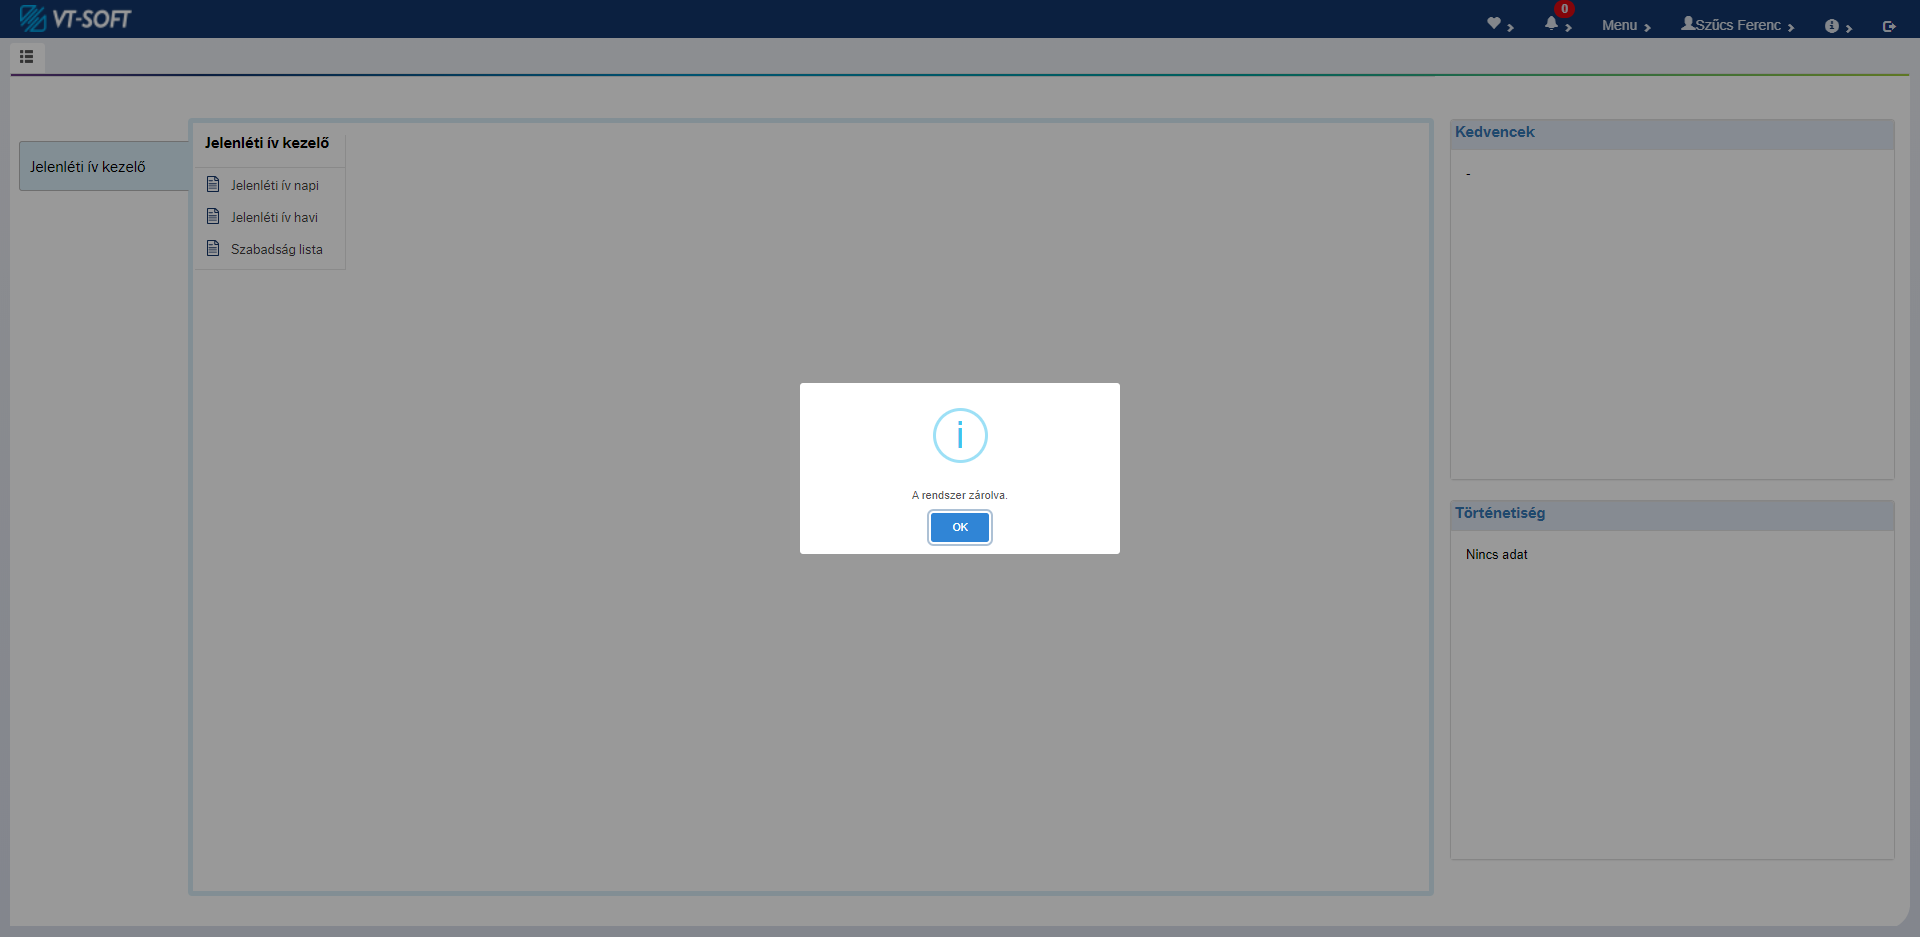 VT-SOFT
0
Menu
Szűcs Ferenc
Jelenléti ív kezelő
Jelenléti ív kezelő
Jelenléti ív napi
Jelenléti ív havi
Szabadság lista
Kedvencek
-
Történetiség
Nincs adat
i
A rendszer zárolva.
OK